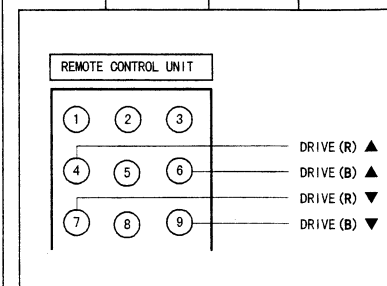 REMOTE CONTROL UNIT
1 2 3
DRIVE (R) ▲
4 5 6 DRIVE (B) ▲
DRIVE (R) ▼
7 8 9 DRIVE (B) ▼